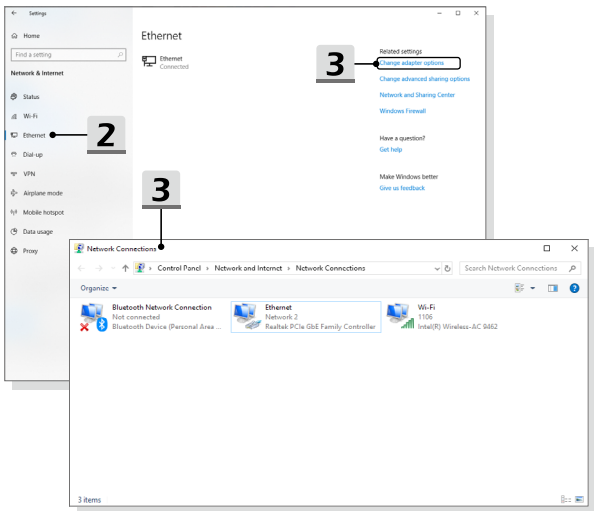 Settings
Home
Find a setting
Network & Internet
Status
Wi-Fi
Ethernet
Dial-up
VPN
Airplane mode
Mobile hotspot
Data usage
Proxy
2
Ethernet
Ethernet
Connected
3
Related settings
Change adapter options
Change advanced sharing options
Network and Sharing Center
Windows Firewall
Have a question?
Get help
Make Windows better
Give us feedback
3
Network Connections
Control Panel › Network and Internet › Network Connections
Search Network Connections
Organize
Bluetooth Network Connection
Not connected
Bluetooth Device (Personal Area ...
Ethernet
Network 2
Realtek PCIe GbE Family Controller
Wi-Fi
1106
Intel(R) Wireless-AC 9462
3 items